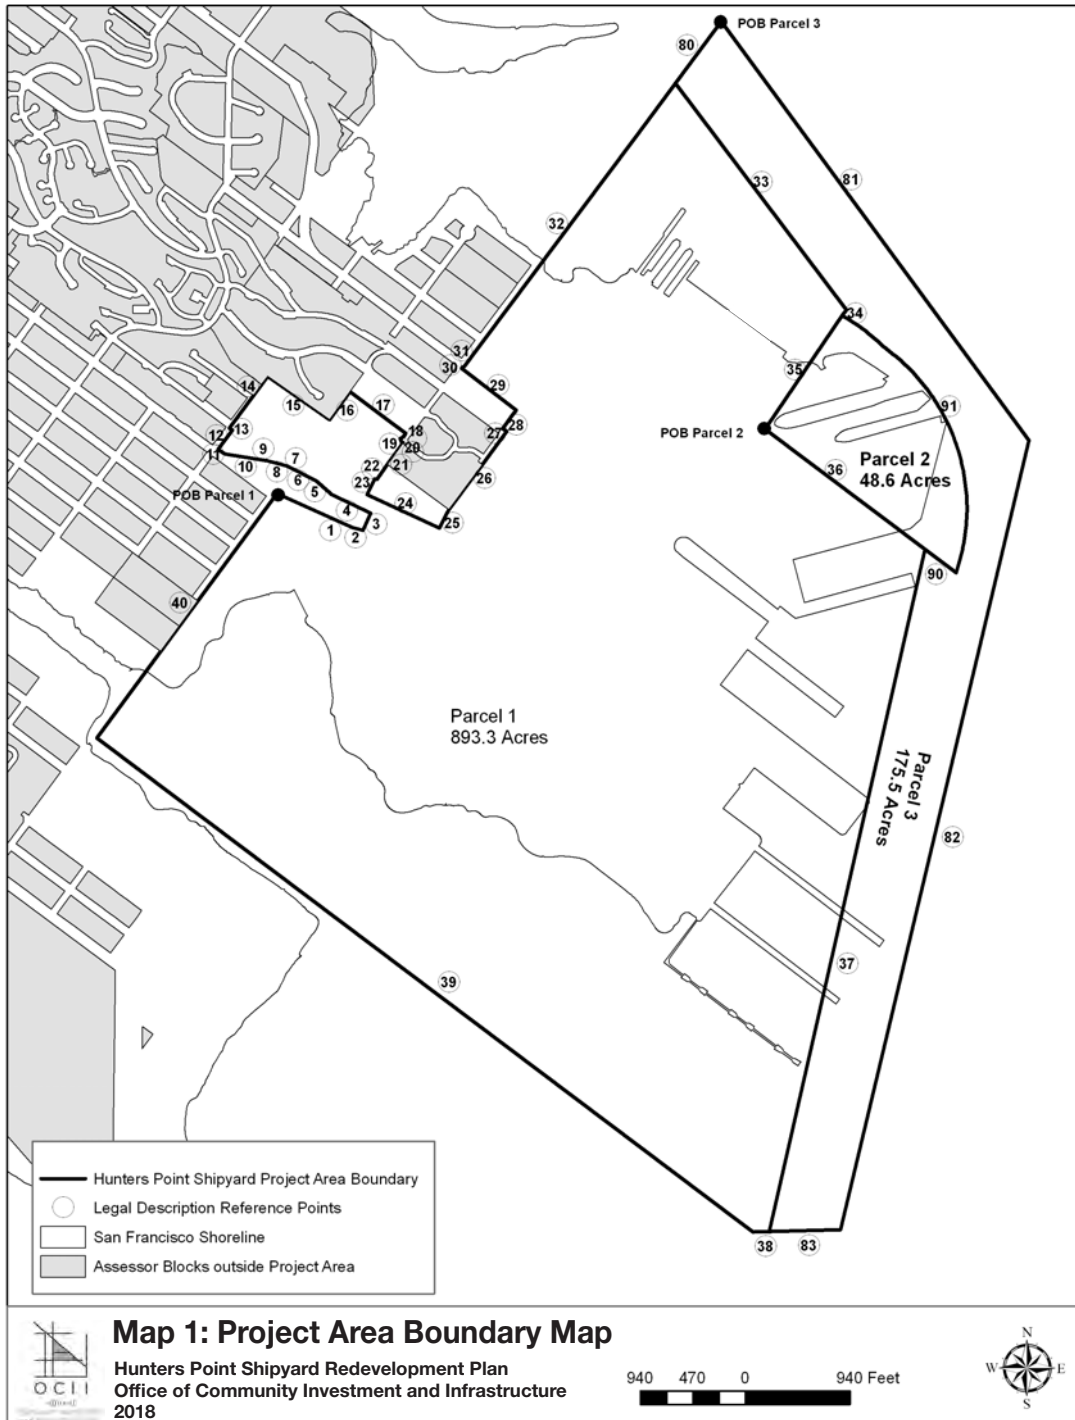 POB Parcel 3
80
81
33
32
34
35
31
30
29
14
15
16
17
28
27
91
POB Parcel 2
Parcel 2
48.6 Acres
36
12
13
11
10
9
8
7
6
5
18
19
20
21
22
23
26
24
25
POB Parcel 1
4
3
1
2
90
40
Parcel 1
893.3 Acres
Parcel 3
175.5 Acres
82
37
39
38
83
Hunters Point Shipyard Project Area Boundary
Legal Description Reference Points
San Francisco Shoreline
Assessor Blocks outside Project Area
OCII
Map 1: Project Area Boundary Map
Hunters Point Shipyard Redevelopment Plan
Office of Community Investment and Infrastructure
2018
940 470 0 940 Feet
N
W E
S